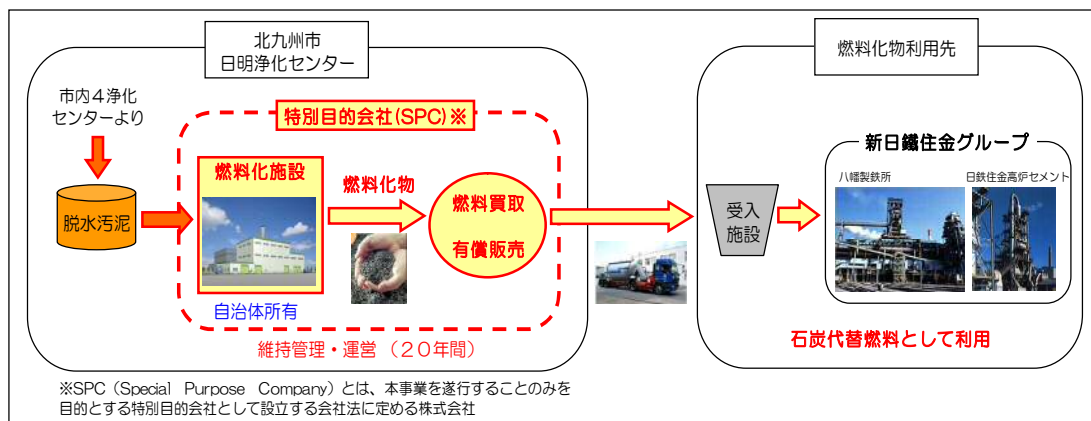 北九州市
日明浄化センター
市内４浄化
センターより
脱水汚泥
特別目的会社(SPC)※
燃料化施設
自治体所有
燃料化物
燃料買取
有償販売
維持管理・運営 （２０年間）
※SPC（Special Purpose Company）とは、本事業を遂行することのみを
目的とする特別目的会社として設立する会社法に定める株式会社
燃料化物利用先
受入
施設
新日鐵住金グループ
八幡製鉄所
日鉄住金高炉セメント
石炭代替燃料として利用